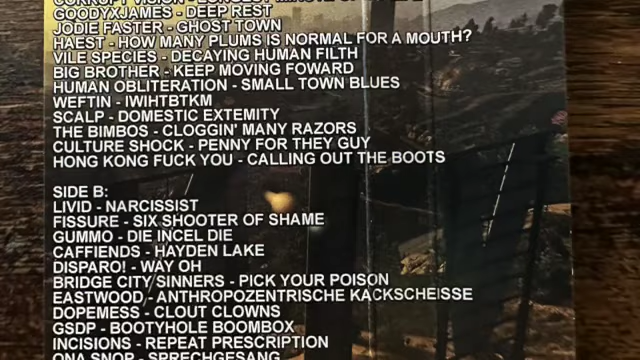 GOODYXJAMES - DEEP REST
JODIE FASTER - GHOST TOWN
HAEST - HOW MANY PLUMS IS NORMAL FOR A MOUTH?
VILE SPECIES - DECAYING HUMAN FILTH
BIG BROTHER - KEEP MOVING FOWARD
HUMAN OBLITERATION - SMALL TOWN BLUES
WEFTIN - IWIHTBTKM
SCALP - DOMESTIC EXTEMITY
THE BIMBOS - CLOGGIN' MANY RAZORS
CULTURE SHOCK - PENNY FOR THEY GUY
HONG KONG FUCK YOU - CALLING OUT THE BOOTS
SIDE B:
LIVID - NARCISSIST
FISSURE - SIX SHOOTER OF SHAME
GUMMO - DIE INCEL DIE
CAFFIENDS - HAYDEN LAKE
DISPARO! - WAY OH
BRIDGE CITY SINNERS - PICK YOUR POISON
EASTWOOD - ANTHROPOZENTRISCHE KACKSCHEISSE
DOPEMESS - CLOUT CLOWNS
GSDP - BOOTYHOLE BOOMBOX
INCISIONS - REPEAT PRESCRIPTION
ONA SNOP - SPRECHGESANG